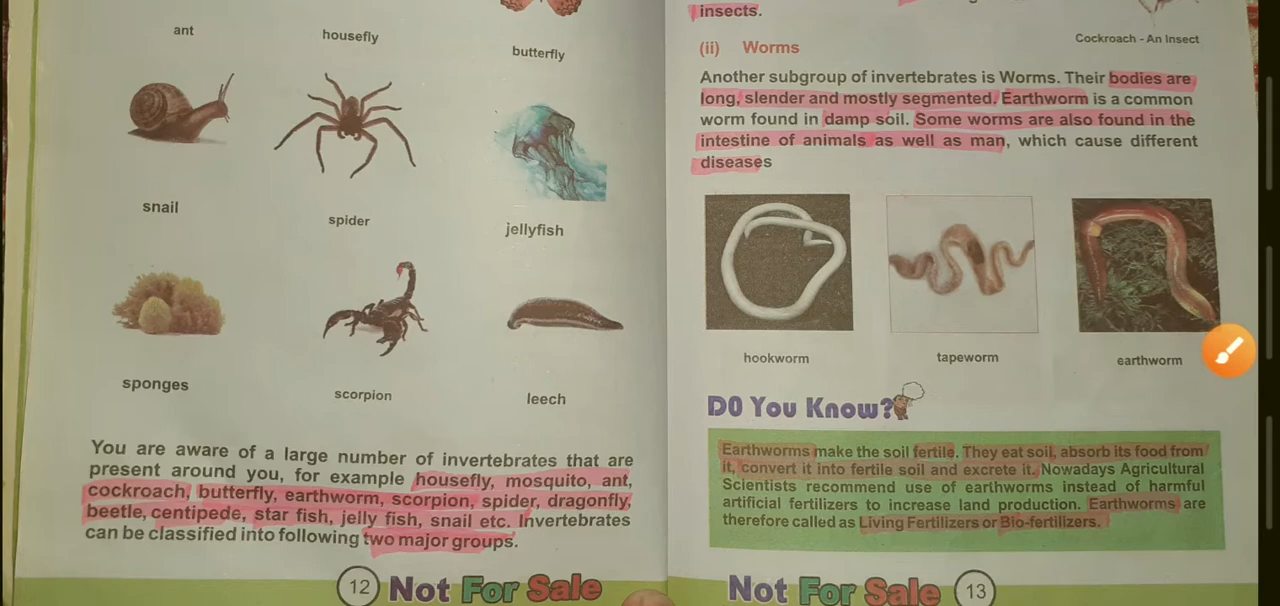 ant
housefly
butterfly
snail
spider
jellyfish
sponges
scorpion
leech
You are aware of a large number of invertebrates that are
present around you, for example housefly, mosquito, ant,
cockroach, butterfly, earthworm, scorpion, spider, dragonfly,
beetle, centipede, star fish, jelly fish, snail etc. Invertebrates
can be classified into following two major groups.
12 Not For Sale
insects.
Cockroach - An Insect
(ii) Worms
Another subgroup of invertebrates is Worms. Their bodies are
long, slender and mostly segmented. Earthworm is a common
worm found in damp soil. Some worms are also found in the
intestine of animals as well as man, which cause different
diseases
hookworm
tapeworm
earthworm
DO You Know?
Earthworms make the soil fertile. They eat soil, absorb its food from
it, convert it into fertile soil and excrete it. Nowadays Agricultural
Scientists recommend use of earthworms instead of harmful
artificial fertilizers to increase land production. Earthworms are
therefore called as Living Fertilizers or Bio-fertilizers.
Not For Sale 13